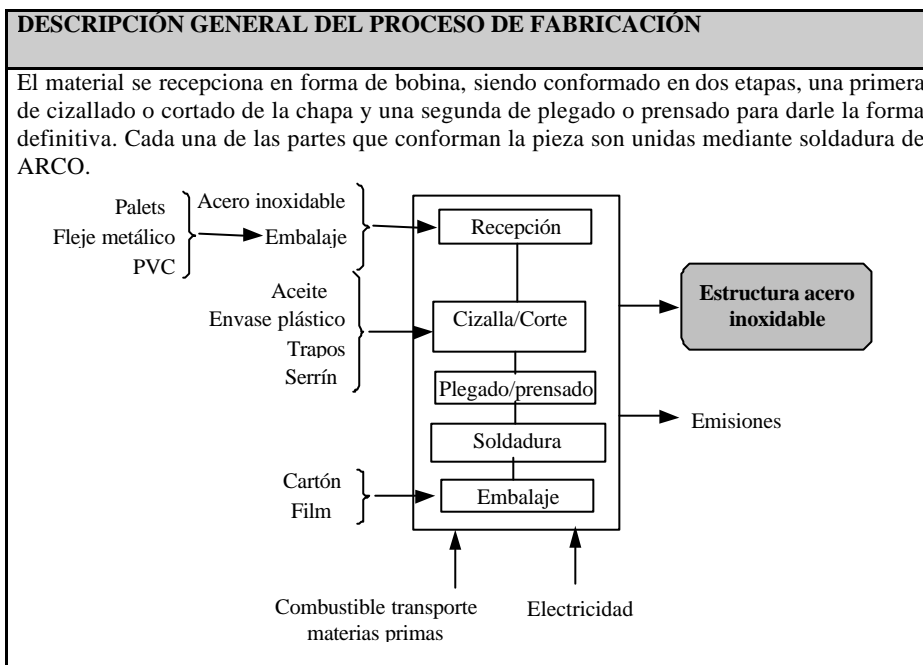 DESCRIPCIÓN GENERAL DEL PROCESO DE FABRICACIÓN
El material se recepciona en forma de bobina, siendo conformado en dos etapas, una primera
de cizallado o cortado de la chapa y una segunda de plegado o prensado para darle la forma
definitiva. Cada una de las partes que conforman la pieza son unidas mediante soldadura de
ARCO.
Palets
Fleje metálico
PVC
Acero inoxidable
Embalaje
Recepción
Aceite
Envase plástico
Trapos
Serrín
Cizalla/Corte
Plegado/prensado
Soldadura
Cartón
Film
Embalaje
Estructura acero
inoxidable
Emisiones
Combustible transporte
materias primas
Electricidad